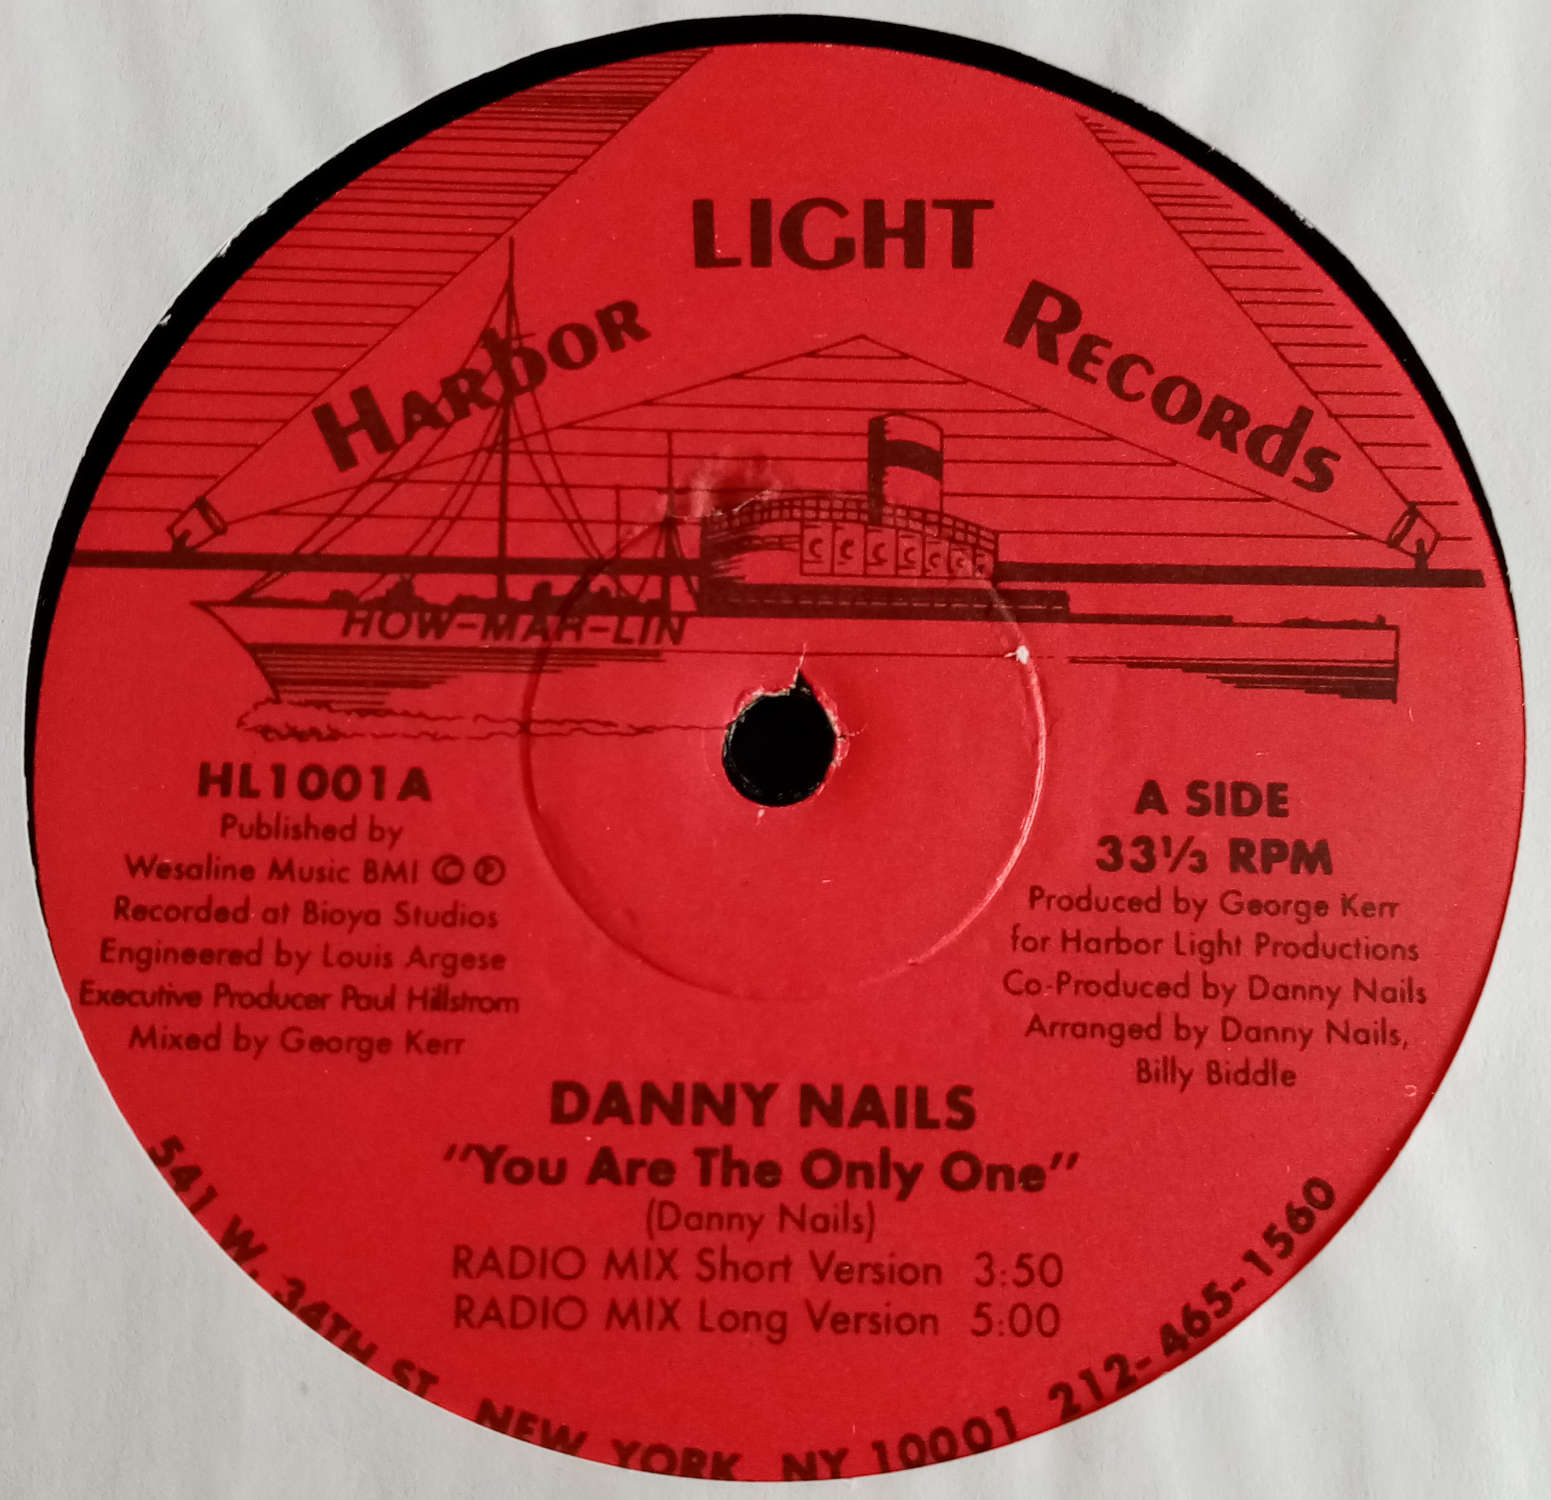 Harbor LIGHT Records
HOW-MAR-LIN
HL1001A
Published by
Wesaline Music BMI © ℗
Recorded at Bioya Studios
Engineered by Louis Argese
Executive Producer Paul Hillstrom
Mixed by George Kerr
A SIDE
33⅓ RPM
Produced by George Kerr
for Harbor Light Productions
Co-Produced by Danny Nails
Arranged by Danny Nails,
Billy Biddle
DANNY NAILS
"You Are The Only One"
(Danny Nails)
RADIO MIX Short Version 3:50
RADIO MIX Long Version 5:00
541 W. 34TH ST. NEW YORK NY 10001 212-465-1560